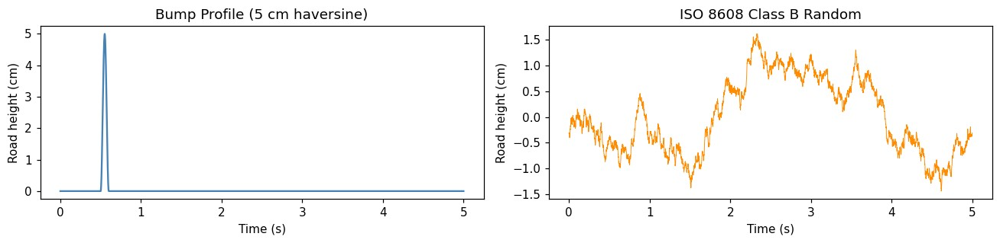 Bump Profile (5 cm haversine)
Road height (cm)
5
4
3
2
1
0
0 1 2 3 4 5
Time (s)
ISO 8608 Class B Random
Road height (cm)
1.5
1.0
0.5
0.0
−0.5
−1.0
−1.5
0 1 2 3 4 5
Time (s)